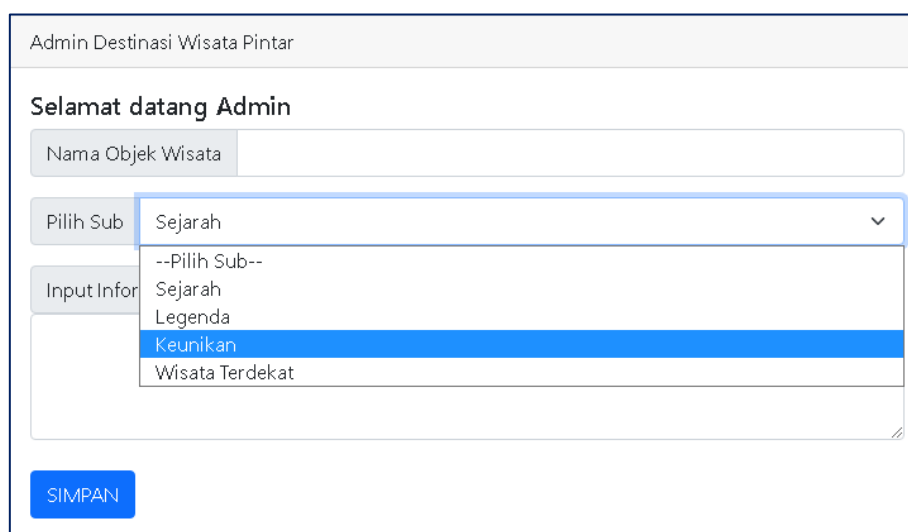 Admin Destinasi Wisata Pintar
Selamat datang Admin
Nama Objek Wisata
Pilih Sub Sejarah
--Pilih Sub--
Input Infor Sejarah
Legenda
Keunikan
Wisata Terdekat
SIMPAN